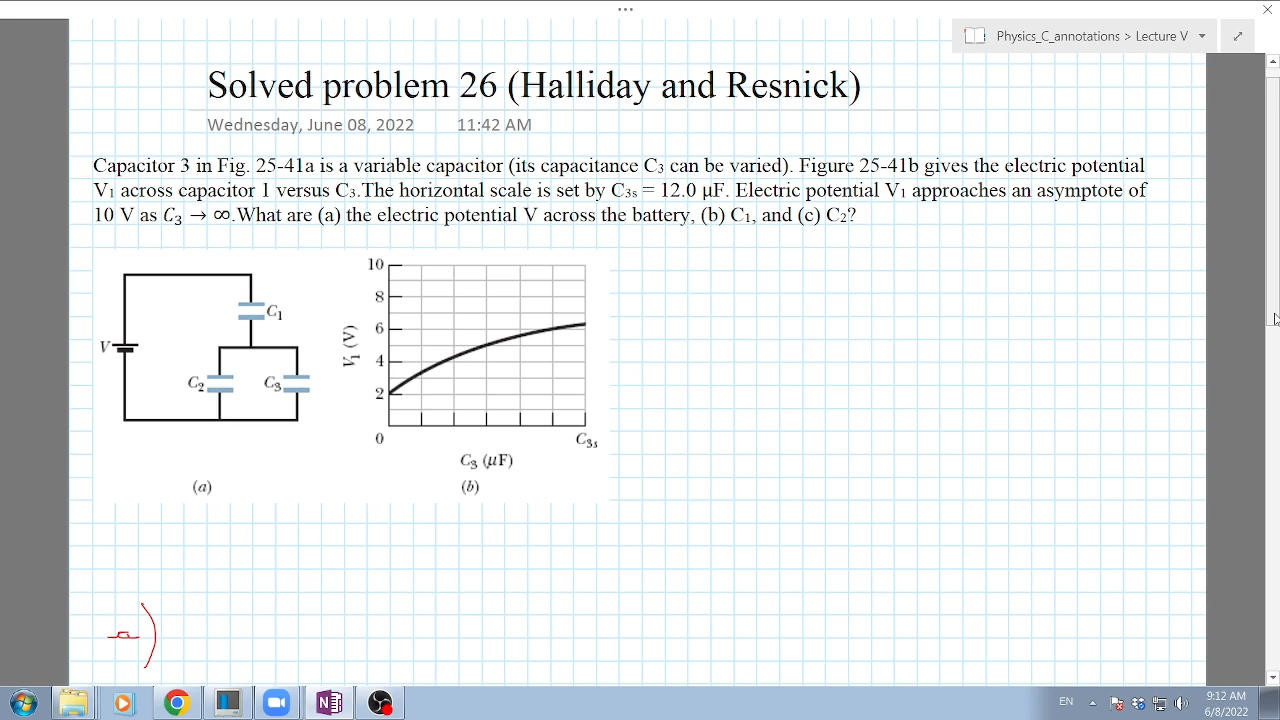 Physics_C_annotations > Lecture V
Solved problem 26 (Halliday and Resnick)
Wednesday, June 08, 2022 11:42 AM
Capacitor 3 in Fig. 25-41a is a variable capacitor (its capacitance C3 can be varied). Figure 25-41b gives the electric potential
V1 across capacitor 1 versus C3.The horizontal scale is set by C3s = 12.0 µF. Electric potential V1 approaches an asymptote of
10 V as C3 → ∞.What are (a) the electric potential V across the battery, (b) C1, and (c) C2?
C1
V
C2
C3
(a)
10
8
6
4
2
0
V1 (V)
C3s
C3 (µF)
(b)
a)
EN
9:12 AM
6/8/2022